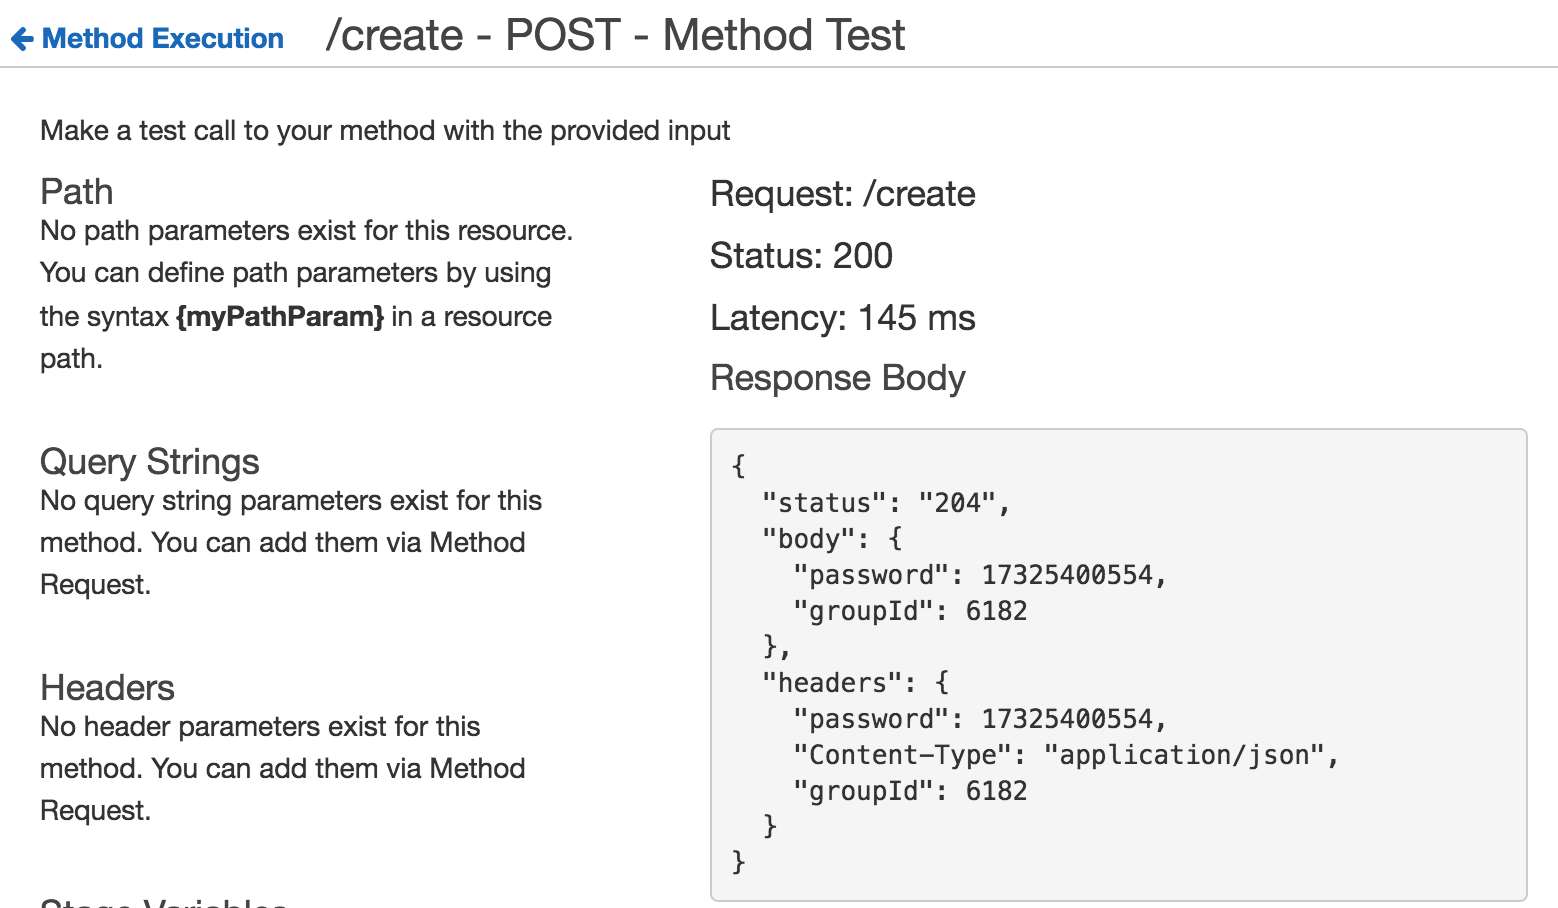 Method Execution /create - POST - Method Test
Make a test call to your method with the provided input
Path
No path parameters exist for this resource.
You can define path parameters by using
the syntax {myPathParam} in a resource
path.
Query Strings
No query string parameters exist for this
method. You can add them via Method
Request.
Headers
No header parameters exist for this
method. You can add them via Method
Request.
Stage Variables
Request: /create
Status: 200
Latency: 145 ms
Response Body
{
  "status": "204",
  "body": {
    "password": 17325400554,
    "groupId": 6182
  },
  "headers": {
    "password": 17325400554,
    "Content-Type": "application/json",
    "groupId": 6182
  }
}